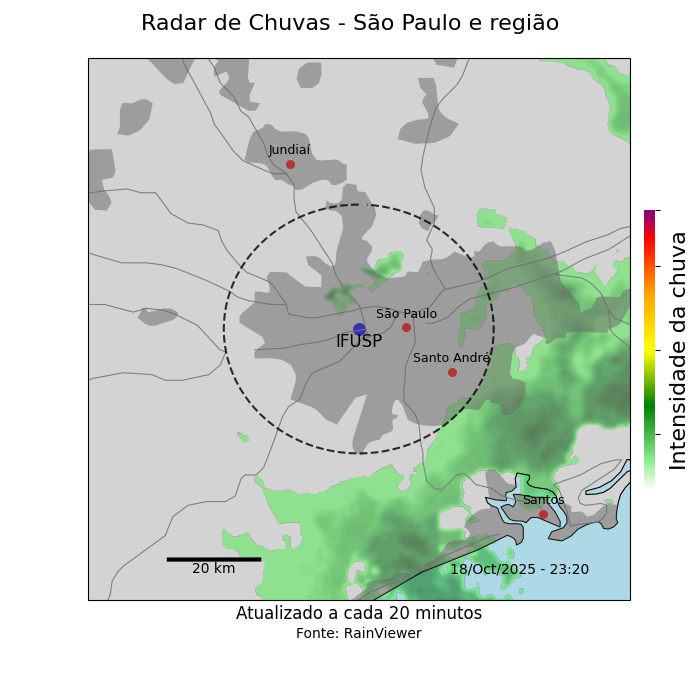 Radar de Chuvas - São Paulo e região
Jundiaí
São Paulo
IFUSP
Santo André
Intensidade da chuva
Santos
20 km
18/Oct/2025 - 23:20
Atualizado a cada 20 minutos
Fonte: RainViewer